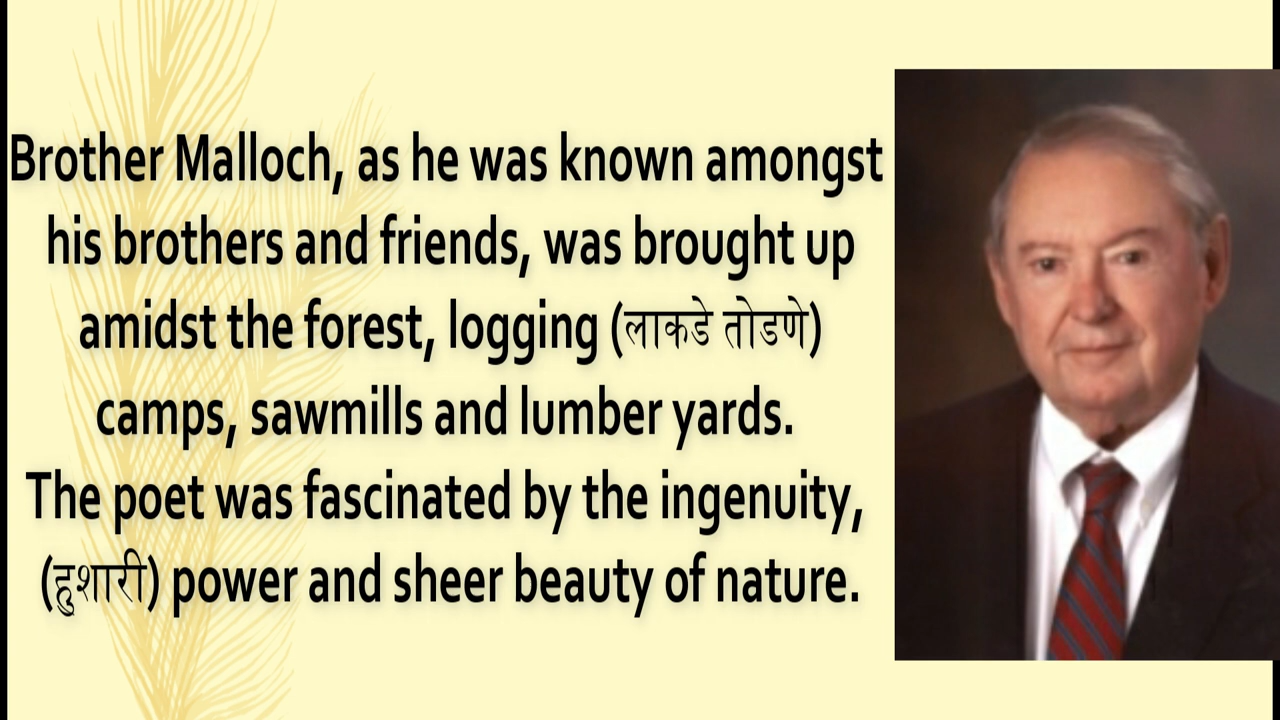 Brother Malloch, as he was known amongst
his brothers and friends, was brought up
amidst the forest, logging (लाकडे तोडणे)
camps, sawmills and lumber yards.
The poet was fascinated by the ingenuity,
(हुशारी) power and sheer beauty of nature.